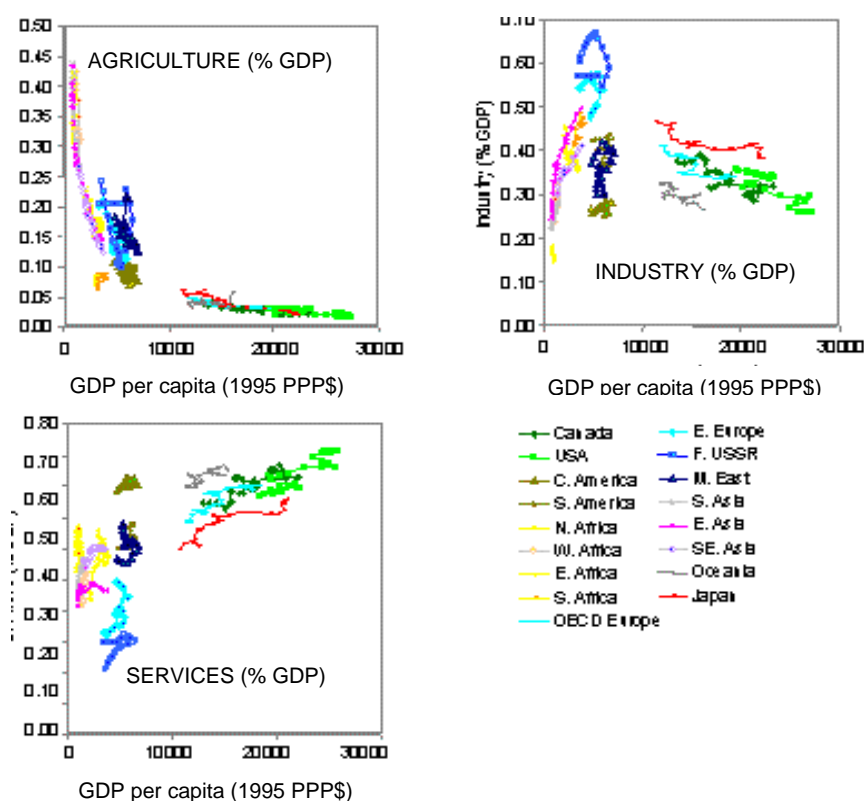 0.50
0.45
0.40
0.35
0.30
0.25
0.20
0.15
0.10
0.05
0.00
AGRICULTURE (% GDP)
0 10000 20000 30000
GDP per capita (1995 PPP$)
0.70
0.60
0.50
0.40
0.30
0.20
0.10
0.00
Industry (% GDP)
INDUSTRY (% GDP)
0 10000 20000 30000
GDP per capita (1995 PPP$)
0.80
0.70
0.60
0.50
0.40
0.30
0.20
0.10
0.00
SERVICES (% GDP)
0 10000 20000 30000
GDP per capita (1995 PPP$)
Canada
USA
C. America
S. America
N. Africa
W. Africa
E. Africa
S. Africa
OECD Europe
E. Europe
F. USSR
M. East
S. Asia
E. Asia
SE. Asia
Oceania
Japan